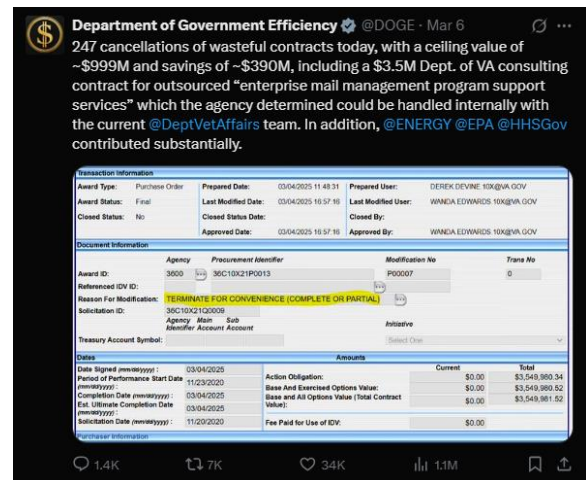 Department of Government Efficiency @DOGE · Mar 6
247 cancellations of wasteful contracts today, with a ceiling value of
~$999M and savings of ~$390M, including a $3.5M Dept. of VA consulting
contract for outsourced “enterprise mail management program support
services” which the agency determined could be handled internally with
the current @DeptVetAffairs team. In addition, @ENERGY @EPA @HHSGov
contributed substantially.
Transaction Information
Award Type: Purchase Order Prepared Date: 03/04/2025 11:48:31 Prepared User: DEREK.DEVINE.10X@VA.GOV
Award Status: Final Last Modified Date: 03/04/2025 16:57:16 Last Modified User: WANDA.EDWARDS.10X@VA.GOV
Closed Status: No Closed Status Date: Closed By:
Approved Date: 03/04/2025 16:57:16 Approved By: WANDA.EDWARDS.10X@VA.GOV
Document Information
Agency Procurement Identifier Modification No Trans No
Award ID: 3600 36C10X21P0013 P00007 0
Referenced IDV ID:
Reason For Modification: TERMINATE FOR CONVENIENCE (COMPLETE OR PARTIAL)
Solicitation ID: 36C10X21Q0009
Agency Main Sub
Identifier Account Account Initiative
Treasury Account Symbol: Select One
Dates Amounts
Current Total
Date Signed (mm/dd/yyyy) : 03/04/2025 Action Obligation: $0.00 $3,549,980.34
Period of Performance Start Date (mm/dd/yyyy) : 11/23/2020 Base And Exercised Options Value: $0.00 $3,549,980.52
Completion Date (mm/dd/yyyy) : 03/04/2025 Base and All Options Value (Total Contract Value): $0.00 $3,549,981.52
Est. Ultimate Completion Date (mm/dd/yyyy) : 03/04/2025
Solicitation Date (mm/dd/yyyy) : 11/20/2020 Fee Paid for Use of IDV: $0.00
Purchaser Information
1.4K 7K 34K 1.1M